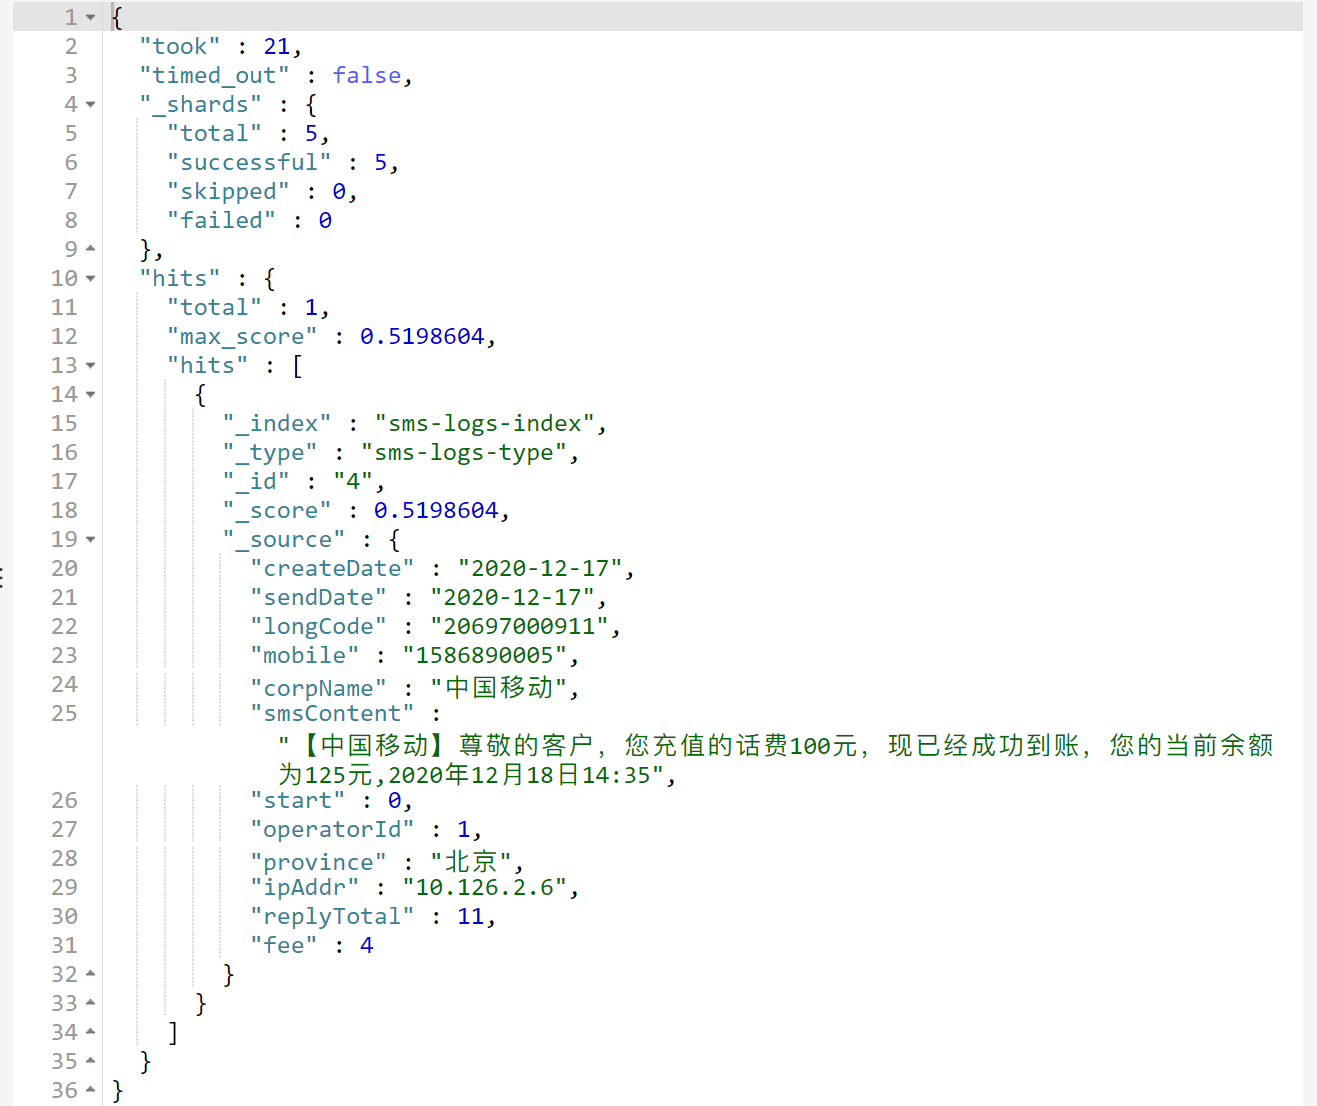 1 {
2 "took" : 21,
3 "timed_out" : false,
4 "_shards" : {
5 "total" : 5,
6 "successful" : 5,
7 "skipped" : 0,
8 "failed" : 0
9 },
10 "hits" : {
11 "total" : 1,
12 "max_score" : 0.5198604,
13 "hits" : [
14 {
15 "_index" : "sms-logs-index",
16 "_type" : "sms-logs-type",
17 "_id" : "4",
18 "_score" : 0.5198604,
19 "_source" : {
20 "createDate" : "2020-12-17",
21 "sendDate" : "2020-12-17",
22 "longCode" : "20697000911",
23 "mobile" : "1586890005",
24 "corpName" : "中国移动",
25 "smsContent" :
"【中国移动】尊敬的客户，您充值的话费100元，现已经成功到账，您的当前余额
为125元,2020年12月18日14:35",
26 "start" : 0,
27 "operatorId" : 1,
28 "province" : "北京",
29 "ipAddr" : "10.126.2.6",
30 "replyTotal" : 11,
31 "fee" : 4
32 }
33 }
34 ]
35 }
36 }